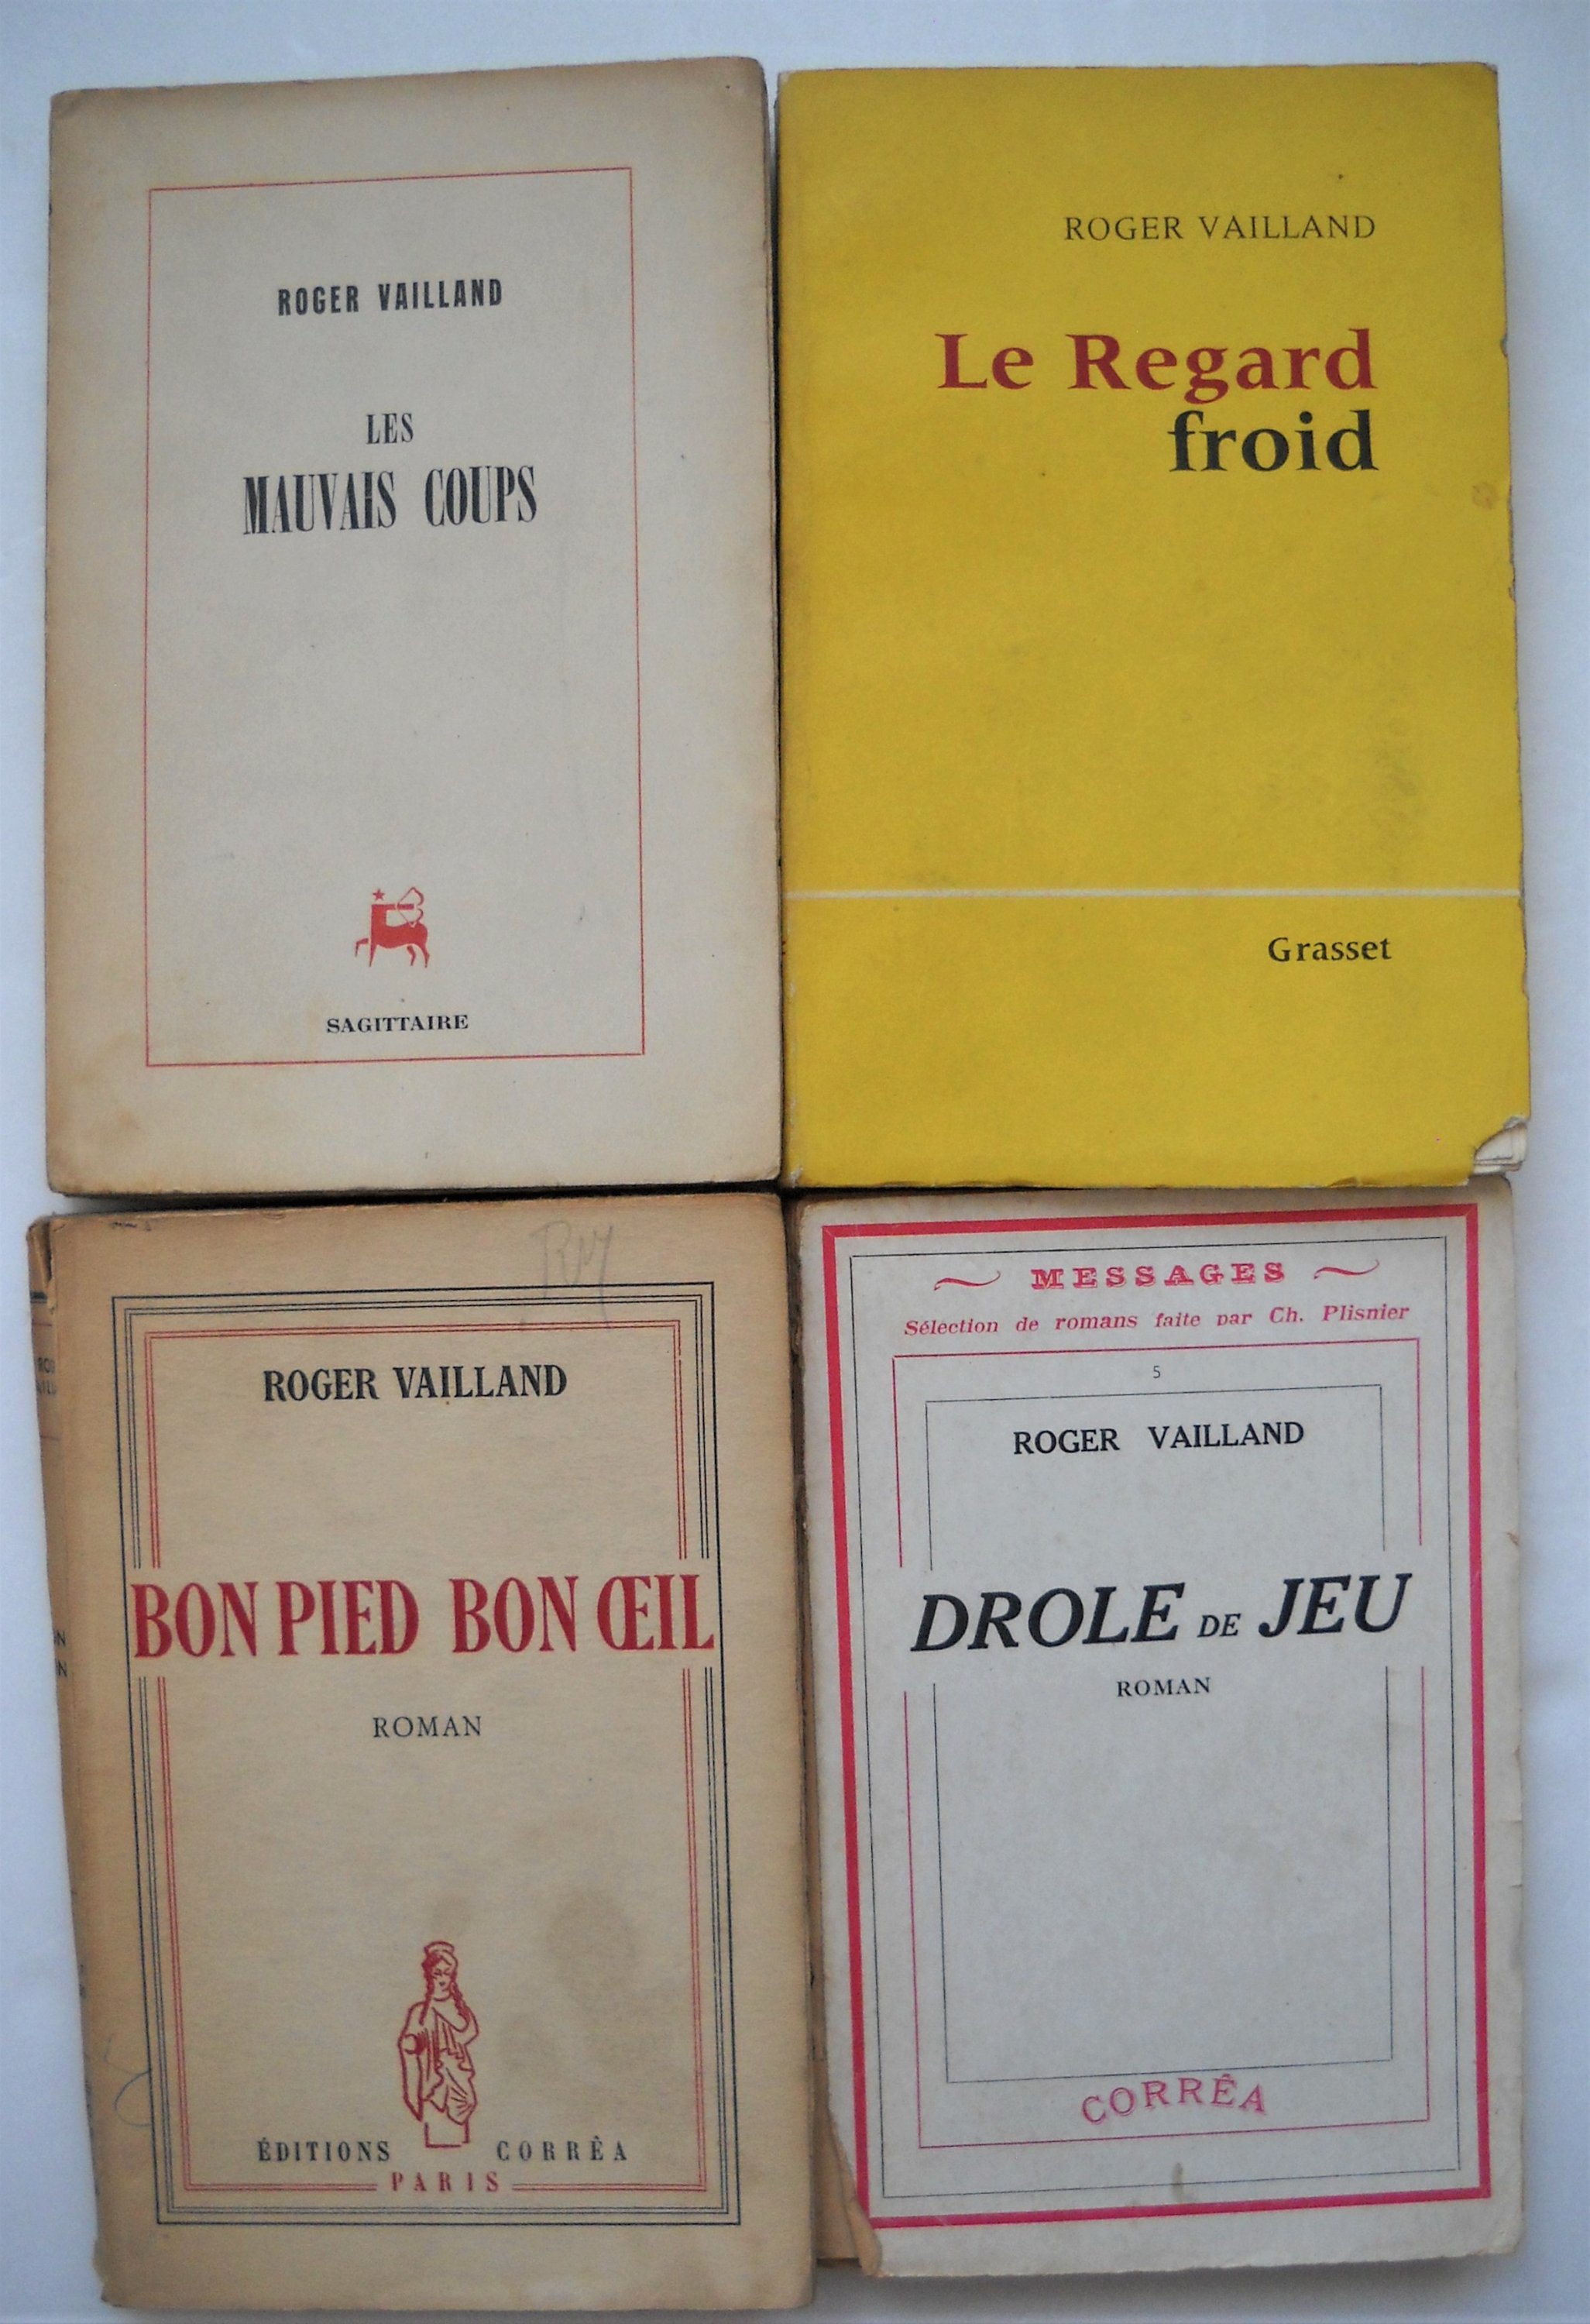 ROGER VAILLAND
LES
MAUVAIS COUPS
SAGITTAIRE
ROGER VAILLAND
Le Regard
froid
Grasset
ROGER VAILLAND
BON PIED BON ŒIL
ROMAN
ÉDITIONS CORRÊA
PARIS
MESSAGES
Sélection de romans faite par Ch. Plisnier
5
ROGER VAILLAND
DROLE DE JEU
ROMAN
CORRÊA